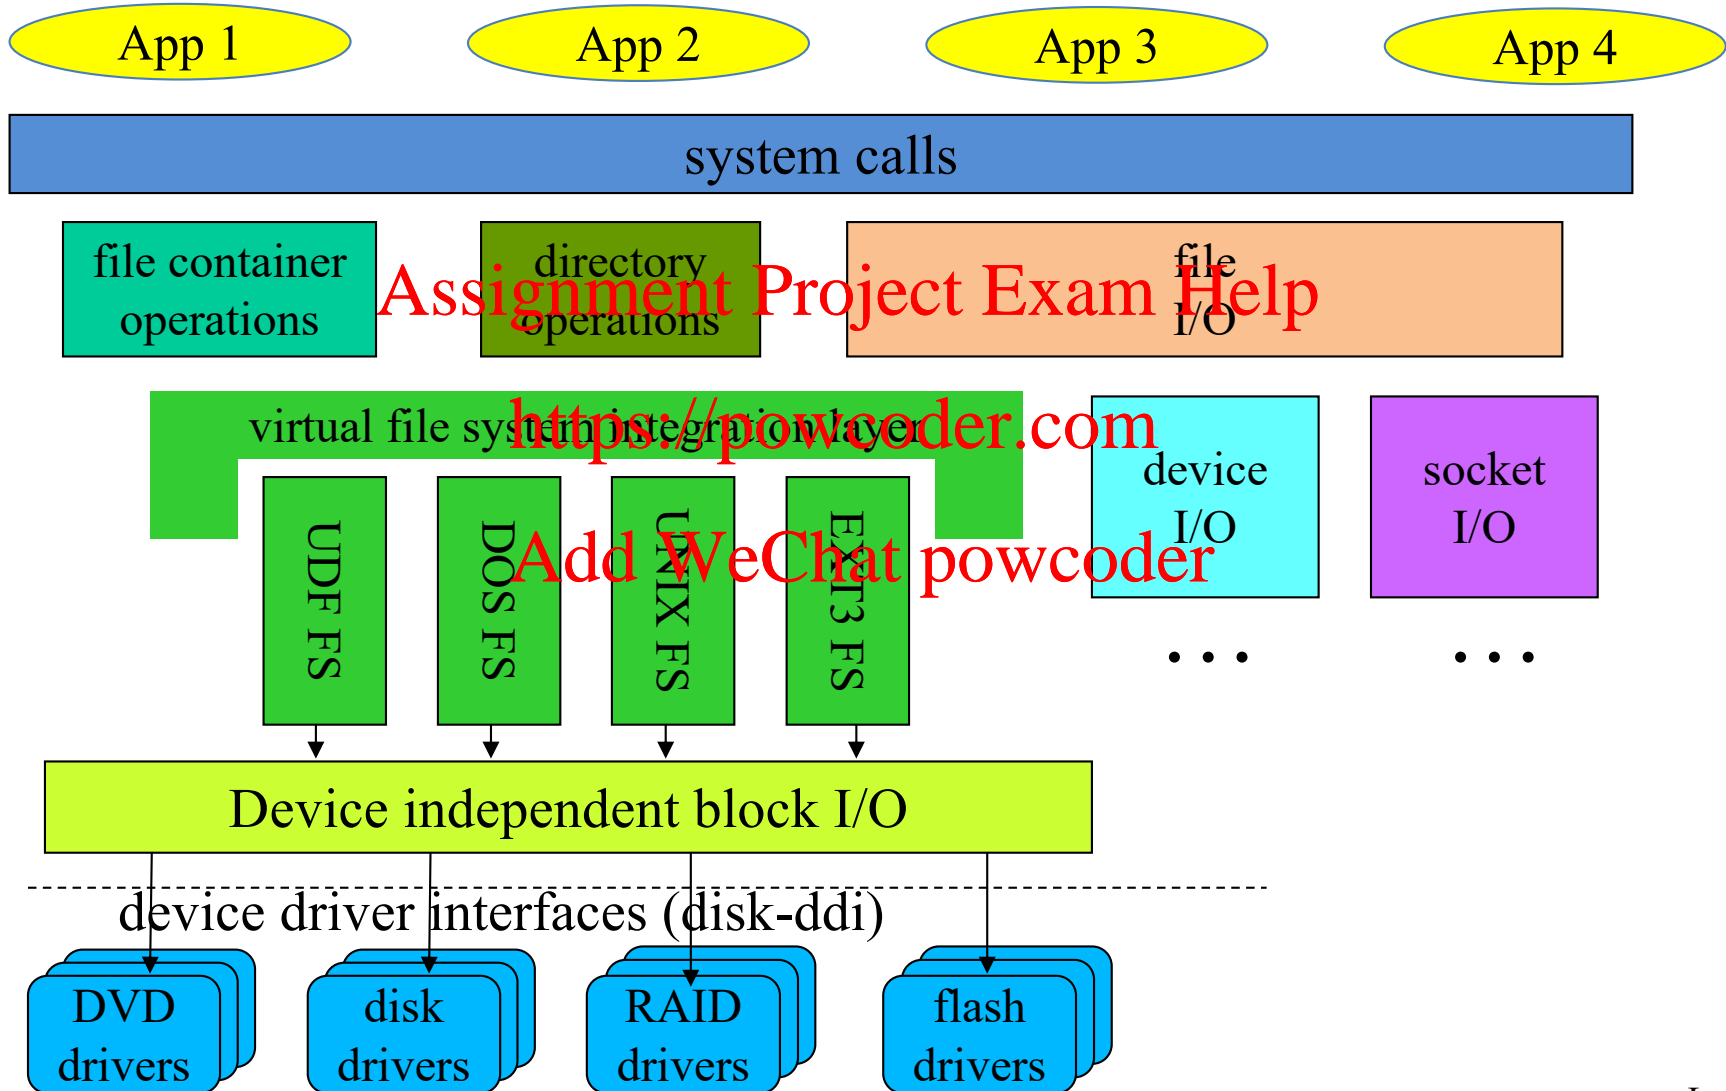 App 1
App 2
App 3
App 4
system calls
file container
operations
directory
operations
file
I/O
Assignment Project Exam Help
virtual file system integration layer
https://powcoder.com
device
I/O
socket
I/O
UDF FS
DOS FS
UNIX FS
EXT3 FS
Add WeChat powcoder
...
...
Device independent block I/O
device driver interfaces (disk-ddi)
DVD
drivers
disk
drivers
RAID
drivers
flash
drivers